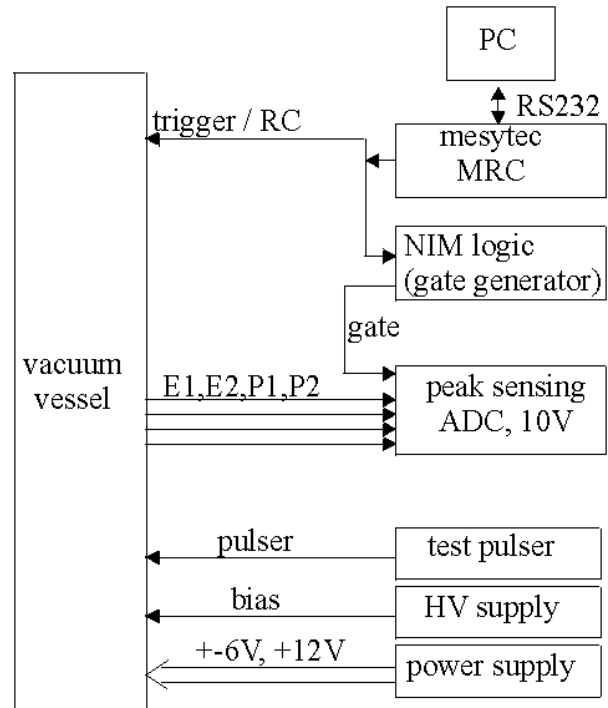 PC
RS232
trigger / RC
mesytec
MRC
NIM logic
(gate generator)
gate
vacuum
vessel
E1,E2,P1,P2
peak sensing
ADC, 10V
pulser
test pulser
bias
HV supply
+-6V, +12V
power supply